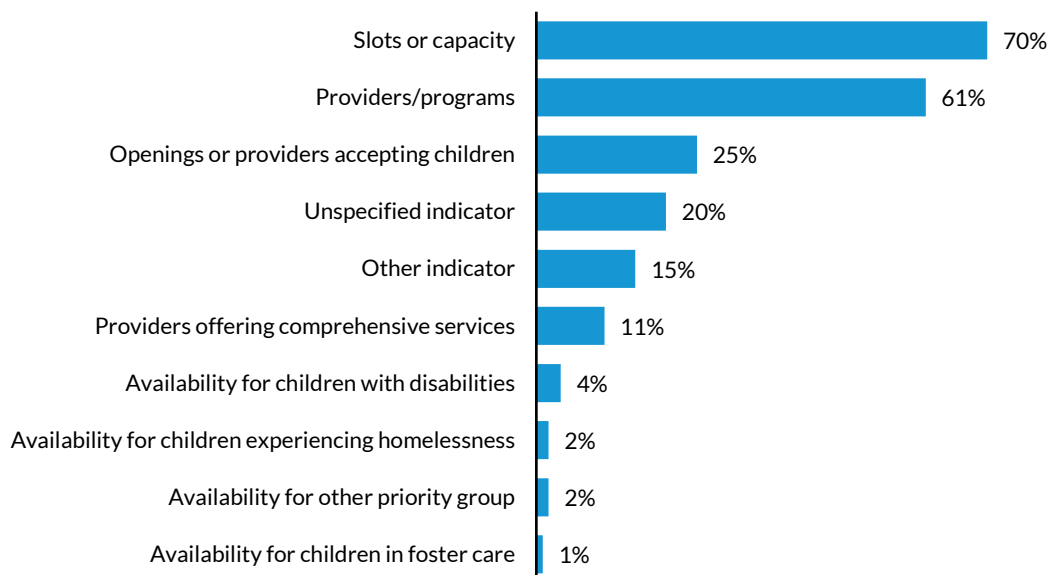 Slots or capacity 70%
Providers/programs 61%
Openings or providers accepting children 25%
Unspecified indicator 20%
Other indicator 15%
Providers offering comprehensive services 11%
Availability for children with disabilities 4%
Availability for children experiencing homelessness 2%
Availability for other priority group 2%
Availability for children in foster care 1%